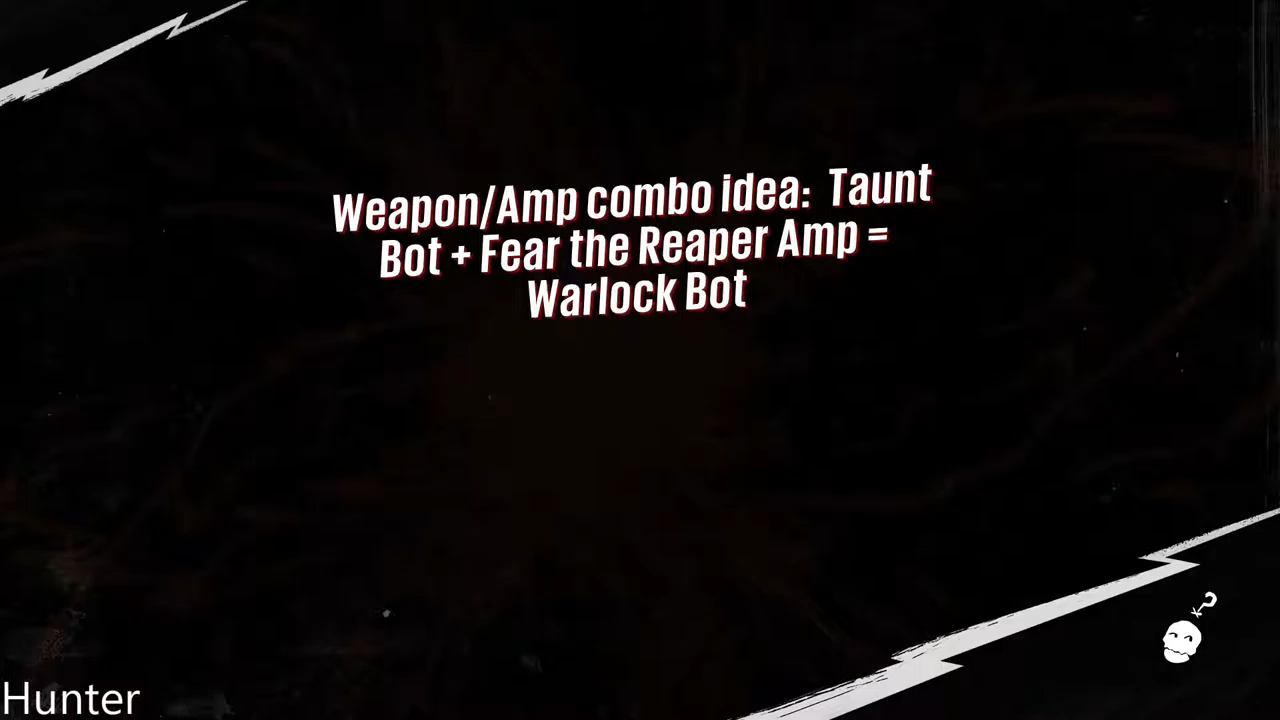 Weapon/Amp combo idea: Taunt
Bot + Fear the Reaper Amp =
Warlock Bot
Hunter